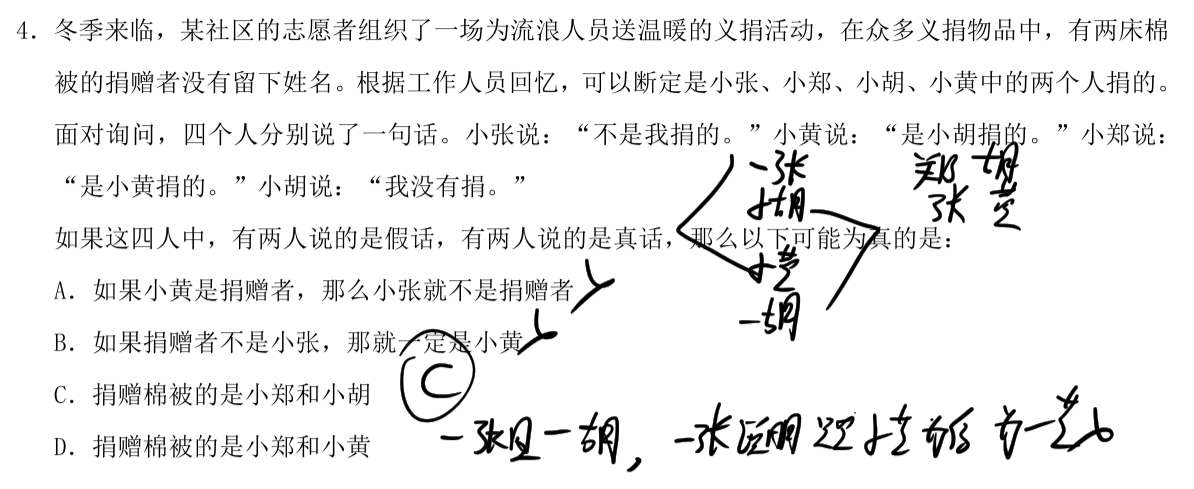 4. 冬季来临，某社区的志愿者组织了一场为流浪人员送温暖的义捐活动，在众多义捐物品中，有两床棉
被的捐赠者没有留下姓名。根据工作人员回忆，可以断定是小张、小郑、小胡、小黄中的两个人捐的。
面对询问，四个人分别说了一句话。小张说：“不是我捐的。”小黄说：“是小胡捐的。”小郑说：
“是小黄捐的。”小胡说：“我没有捐。”
一张
郑 胡
+胡
张 黄
如果这四人中，有两人说的是假话，有两人说的是真话，那么以下可能为真的是：
+黄
A. 如果小黄是捐赠者，那么小张就不是捐赠者
一胡
B. 如果捐赠者不是小张，那就一定是小黄
C
C. 捐赠棉被的是小郑和小胡
一张且一胡，一张
D. 捐赠棉被的是小郑和小黄